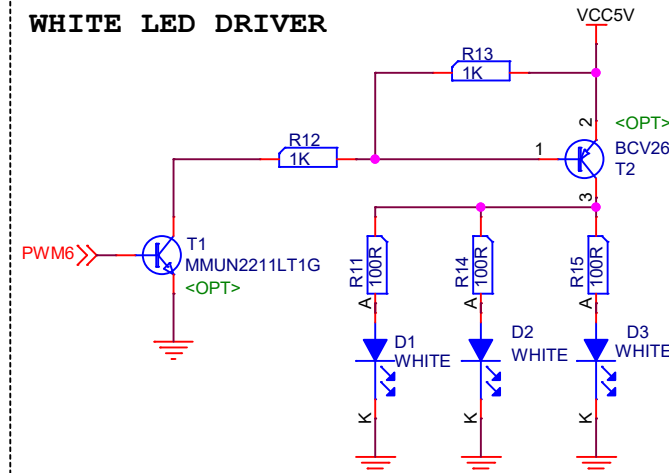 WHITE LED DRIVER
VCC5V
R13
1K
2
<OPT>
R12
1K
1
BCV26
T2
3
PWM6
T1
MMUN2211LT1G
<OPT>
R11
100R
R14
100R
R15
100R
A
A
A
D1
WHITE
D2
WHITE
D3
WHITE
K
K
K